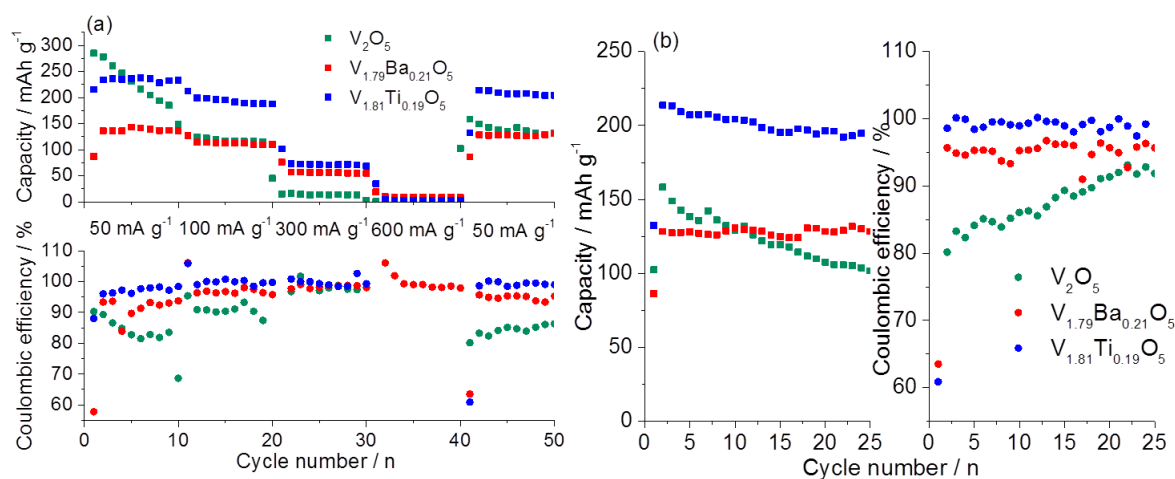 (a)
Capacity / mAh g⁻¹
300
250
200
150
100
50
0
V₂O₅
V₁.₇₉Ba₀.₂₁O₅
V₁.₈₁Ti₀.₁₉O₅
50 mA g⁻¹ 100 mA g⁻¹ 300 mA g⁻¹ 600 mA g⁻¹ 50 mA g⁻¹
Coulombic efficiency / %
110
100
90
80
70
60
0 10 20 30 40 50
Cycle number / n
(b)
Capacity / mAh g⁻¹
250
200
150
100
50
0
0 5 10 15 20 25
Cycle number / n
Coulombic efficiency / %
110
100
90
80
70
60
V₂O₅
V₁.₇₉Ba₀.₂₁O₅
V₁.₈₁Ti₀.₁₉O₅
0 5 10 15 20 25
Cycle number / n